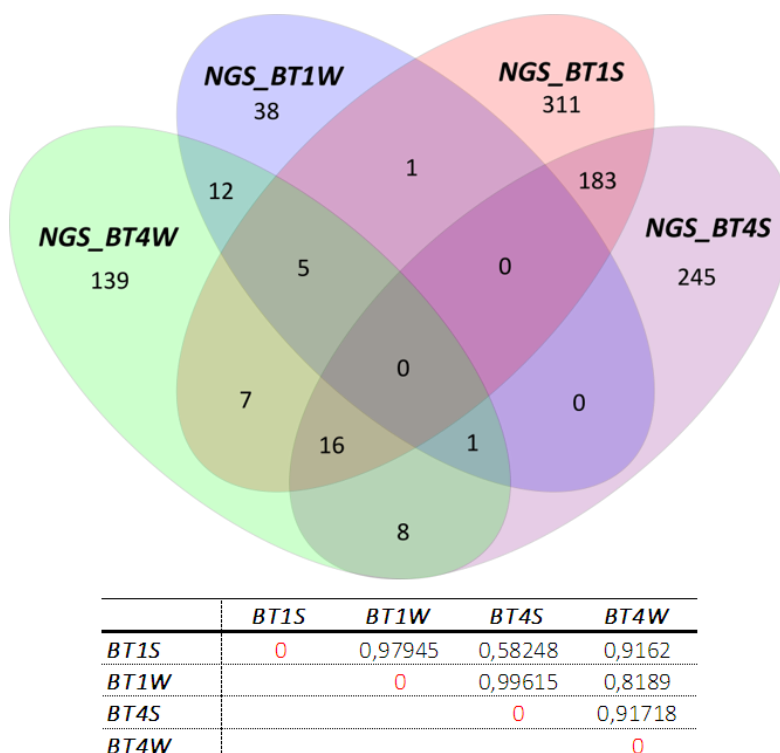 NGS_BT1W
38
NGS_BT1S
311
1
183
12
NGS_BT4W
139
NGS_BT4S
245
5
0
0
7
0
16
1
8
BT1S BT1W BT4S BT4W
BT1S 0 0,97945 0,58248 0,9162
BT1W 0 0,99615 0,8189
BT4S 0 0,91718
BT4W 0